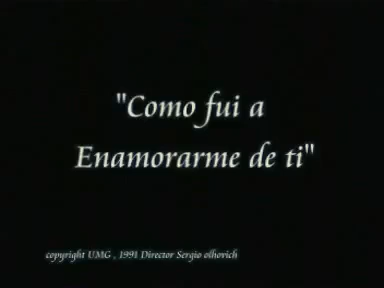 "Como fui a
Enamorarme de ti"
copyright UMG , 1991 Director Sergio olhovich